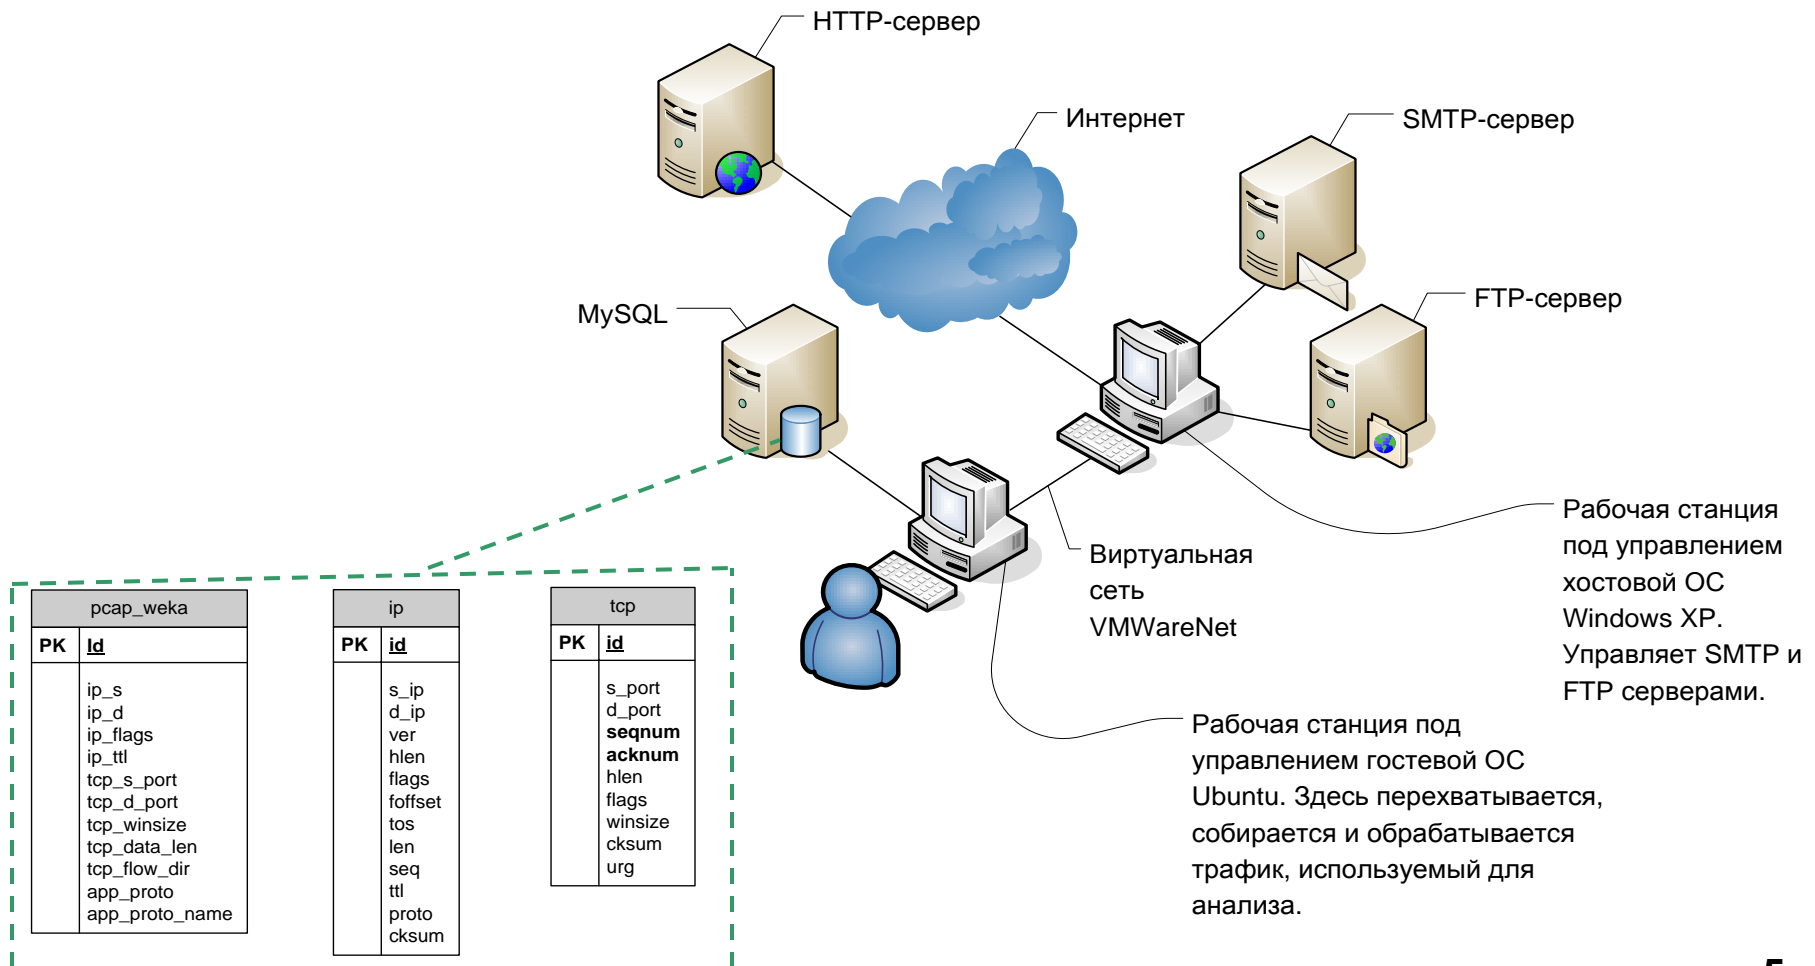 HTTP-сервер
Интернет
SMTP-сервер
MySQL
FTP-сервер
Рабочая станция
под управлением
хостовой ОС
Windows XP.
Управляет SMTP и
FTP серверами.
Виртуальная
сеть
VMWareNet
Рабочая станция под
управлением гостевой ОС
Ubuntu. Здесь перехватывается,
собирается и обрабатывается
трафик, используемый для
анализа.
pcap_weka
PK Id
ip_s
ip_d
ip_flags
ip_ttl
tcp_s_port
tcp_d_port
tcp_winsize
tcp_data_len
tcp_flow_dir
app_proto
app_proto_name
ip
PK id
s_ip
d_ip
ver
hlen
flags
foffset
tos
len
seq
ttl
proto
cksum
tcp
PK id
s_port
d_port
seqnum
acknum
hlen
flags
winsize
cksum
urg